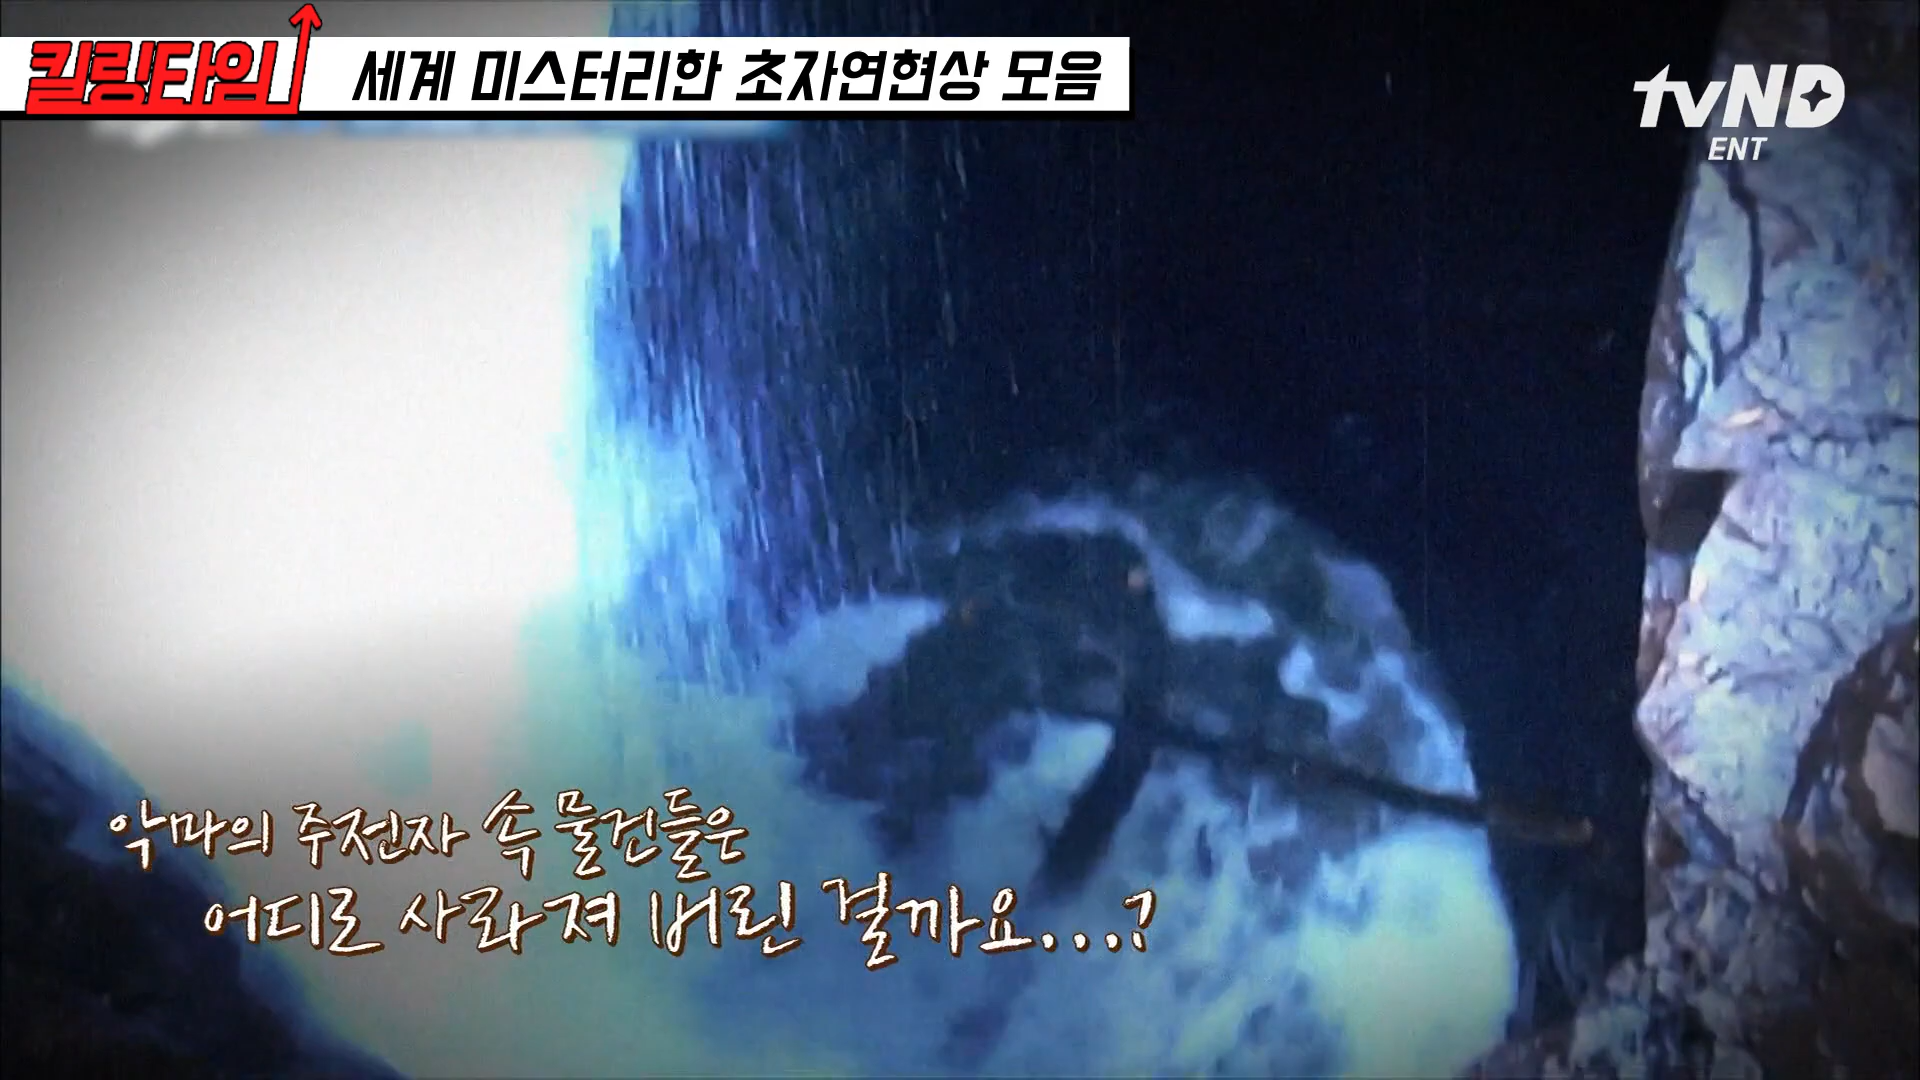 킬링타임 세계 미스터리한 초자연현상 모음
tvND
ENT
악마의 주전자 속 물건들은
어디로 사라져 버린 걸까요...?